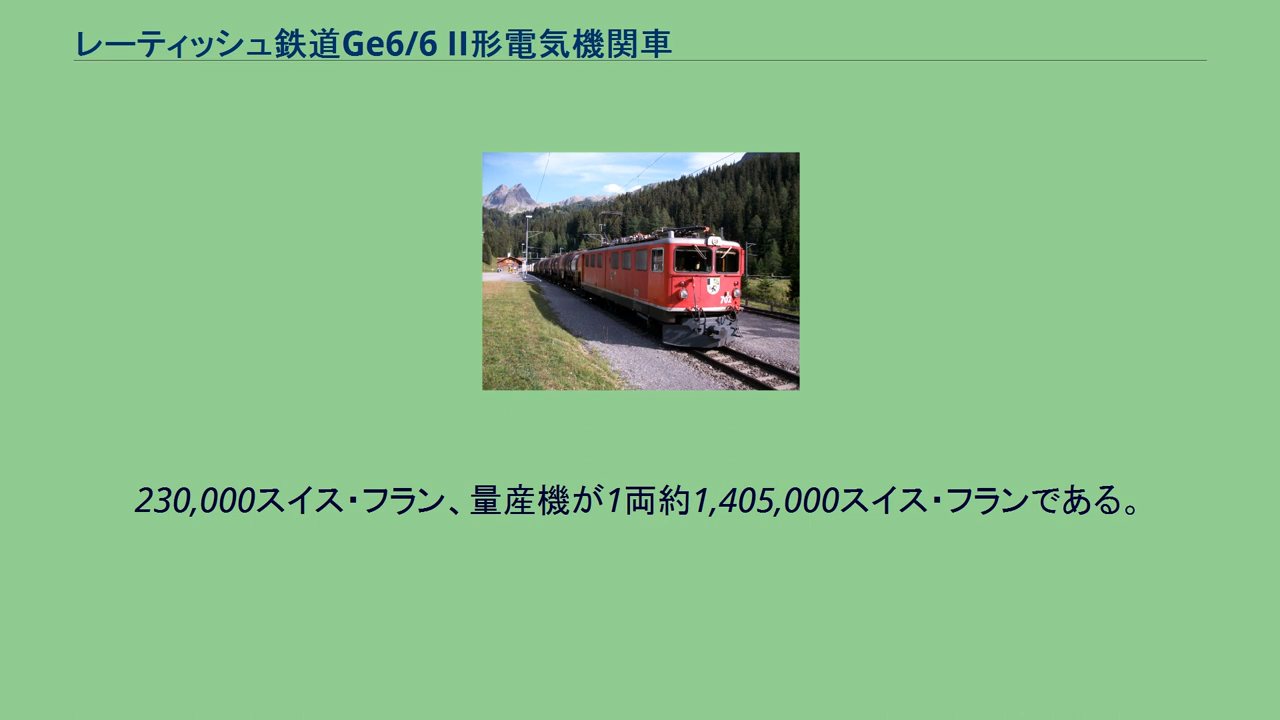 レーティッシュ鉄道Ge6/6 II形電気機関車
702
230,000スイス・フラン、量産機が1両約1,405,000スイス・フランである。